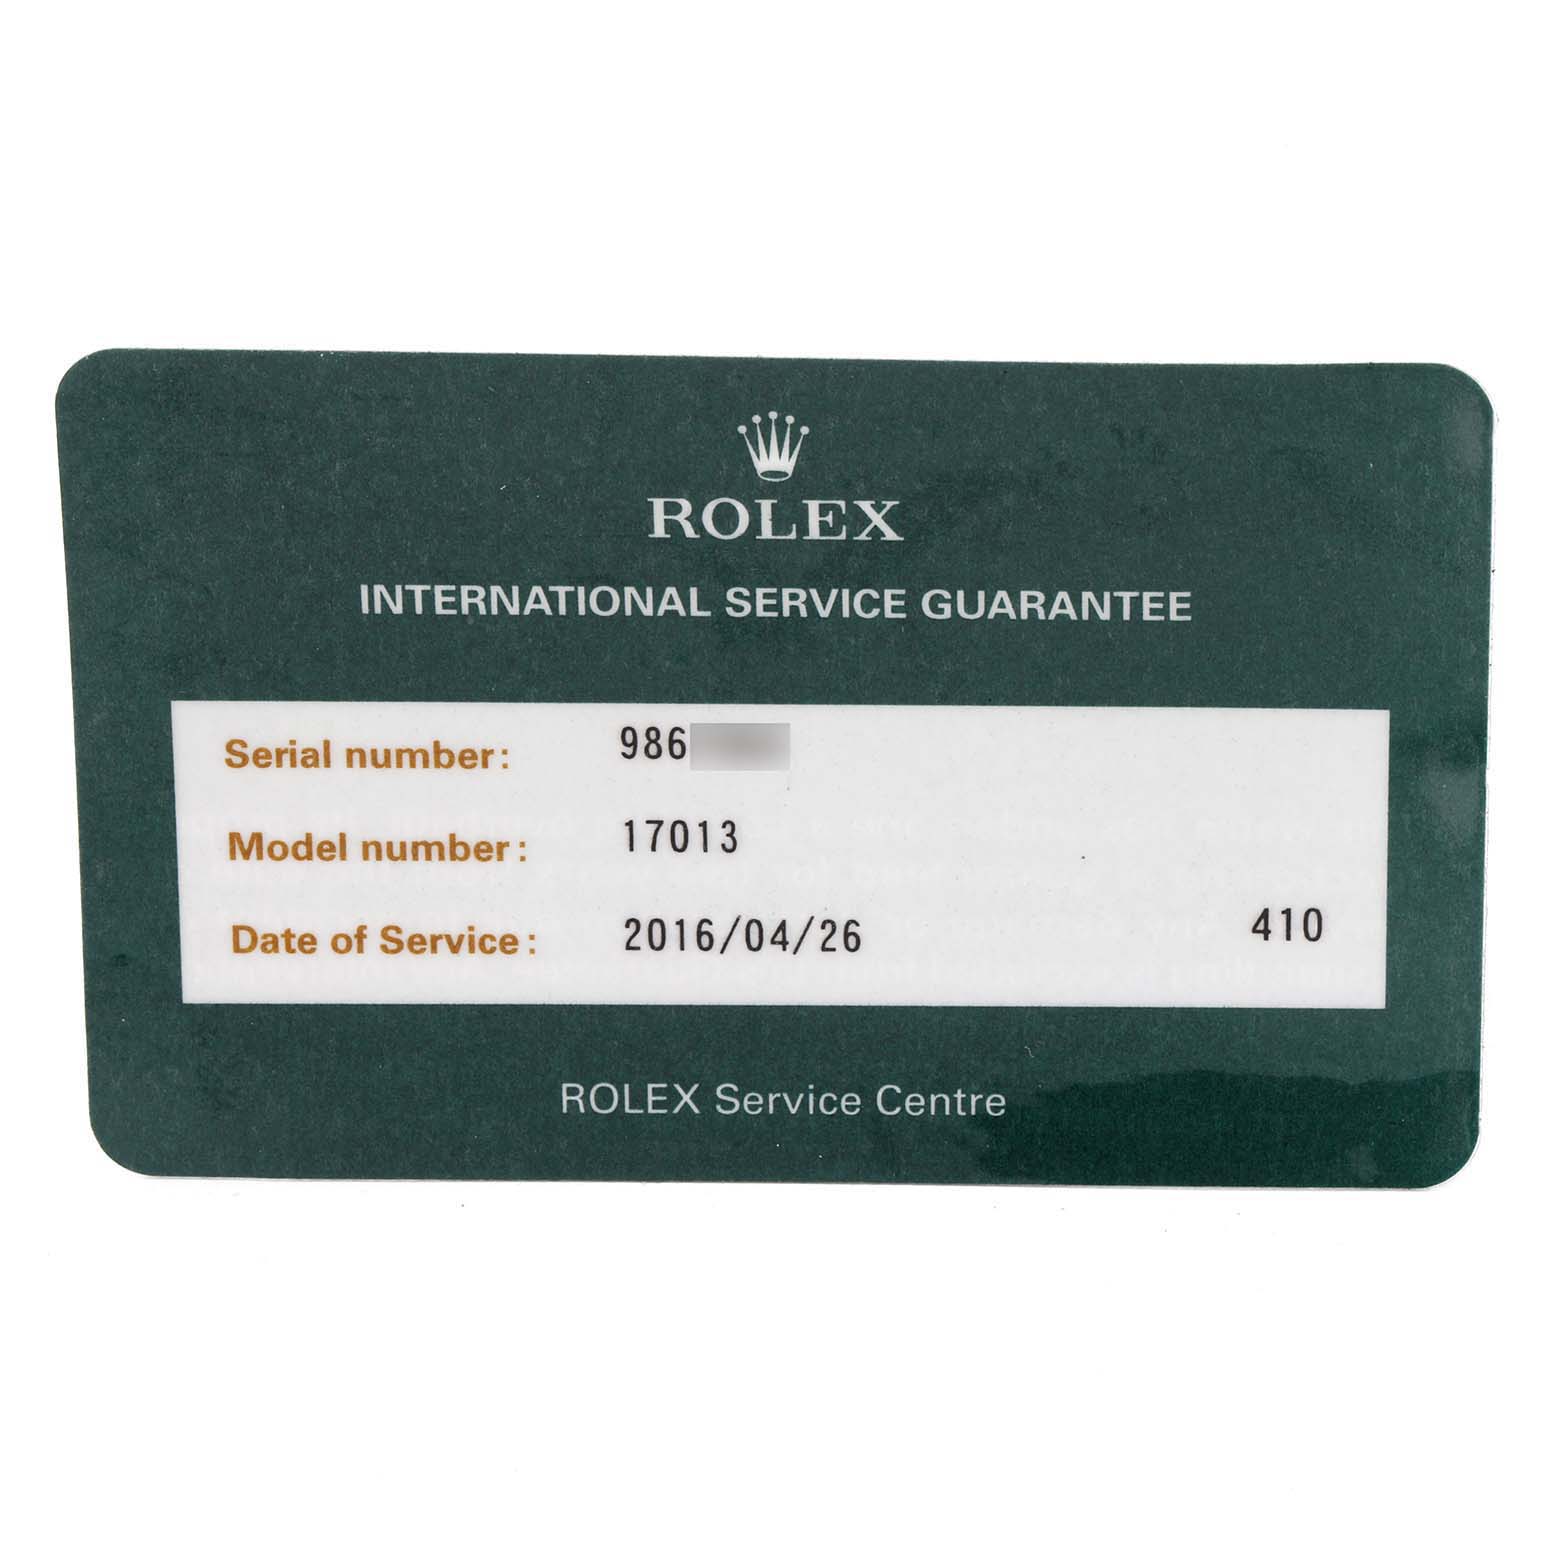 ROLEX
INTERNATIONAL SERVICE GUARANTEE
Serial number: 986
Model number: 17013
Date of Service: 2016/04/26 410
ROLEX Service Centre